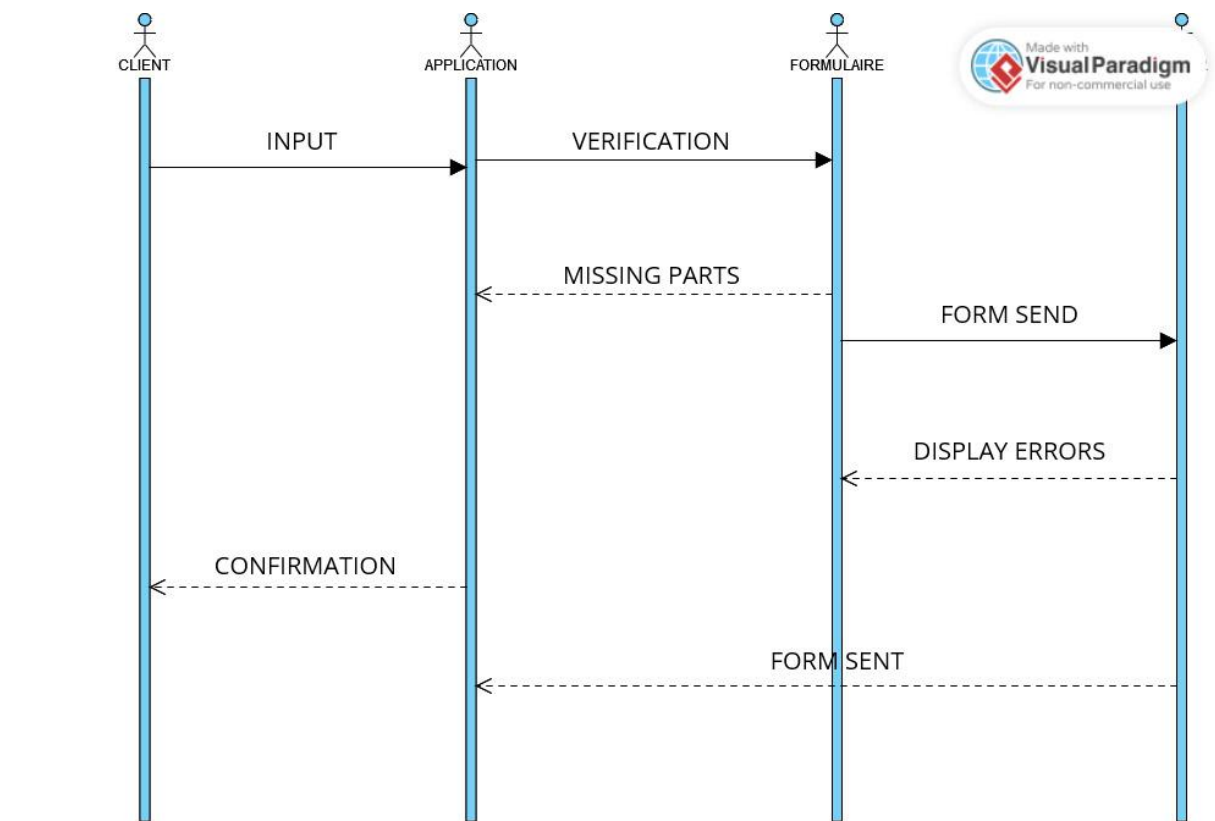 CLIENT
APPLICATION
FORMULAIRE
Made with
Visual Paradigm
For non-commercial use
INPUT
VERIFICATION
MISSING PARTS
FORM SEND
DISPLAY ERRORS
CONFIRMATION
FORM SENT